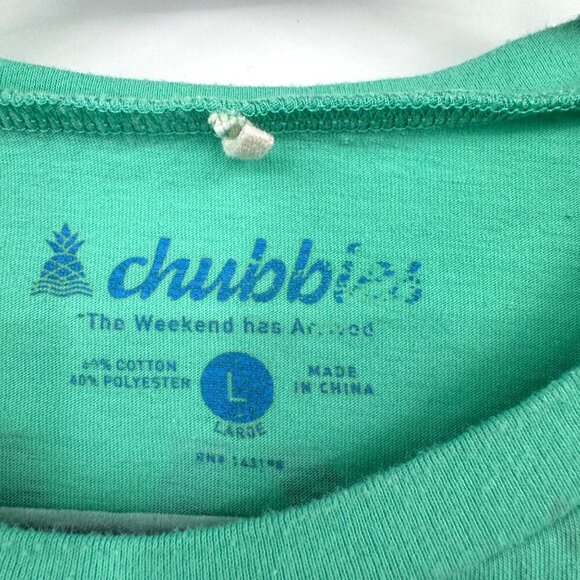 chubbies
"The Weekend has Arrived"
60% COTTON
40% POLYESTER
L
LARGE
MADE
IN CHINA